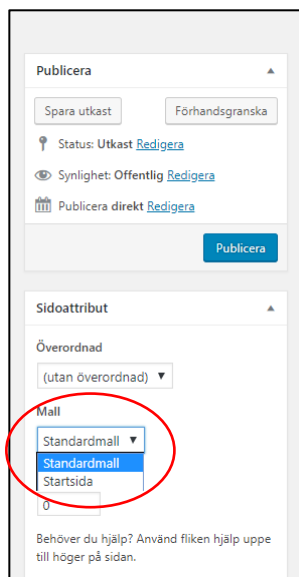 Publicera
Spara utkast
Förhandsgranska
Status: Utkast Redigera
Synlighet: Offentlig Redigera
Publicera direkt Redigera
Publicera
Sidoattribut
Överordnad
(utan överordnad)
Mall
Standardmall
Standardmall
Startsida
0
Behöver du hjälp? Använd fliken hjälp uppe
till höger på sidan.